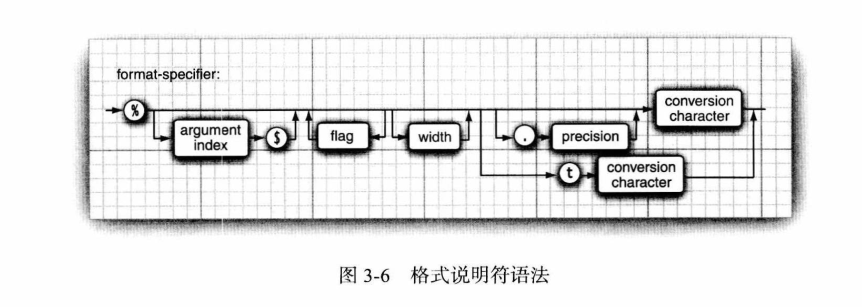 format-specifier:
%
argument
index
$
flag
width
.
precision
conversion
character
t
conversion
character
图 3-6 格式说明符语法